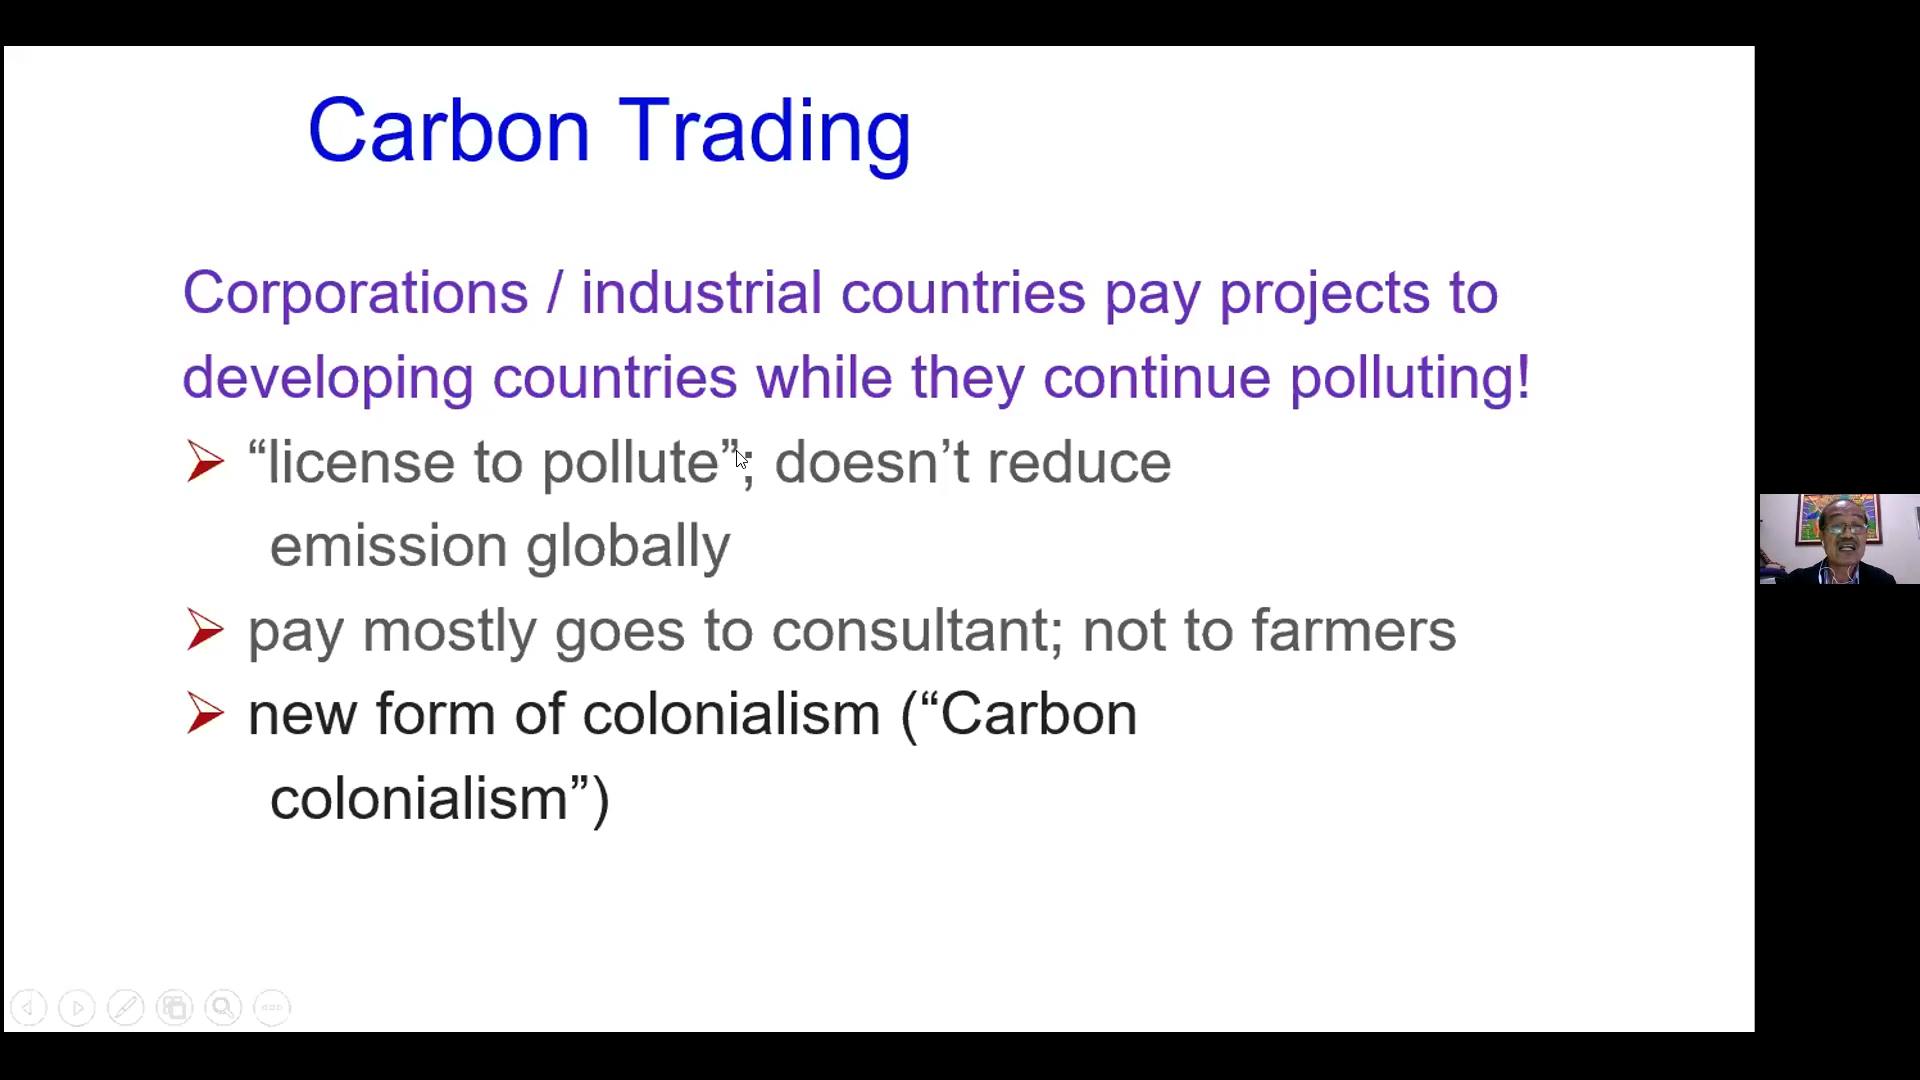 Carbon Trading
Corporations / industrial countries pay projects to
developing countries while they continue polluting!
“license to pollute”; doesn’t reduce
emission globally
pay mostly goes to consultant; not to farmers
new form of colonialism (“Carbon
colonialism”)